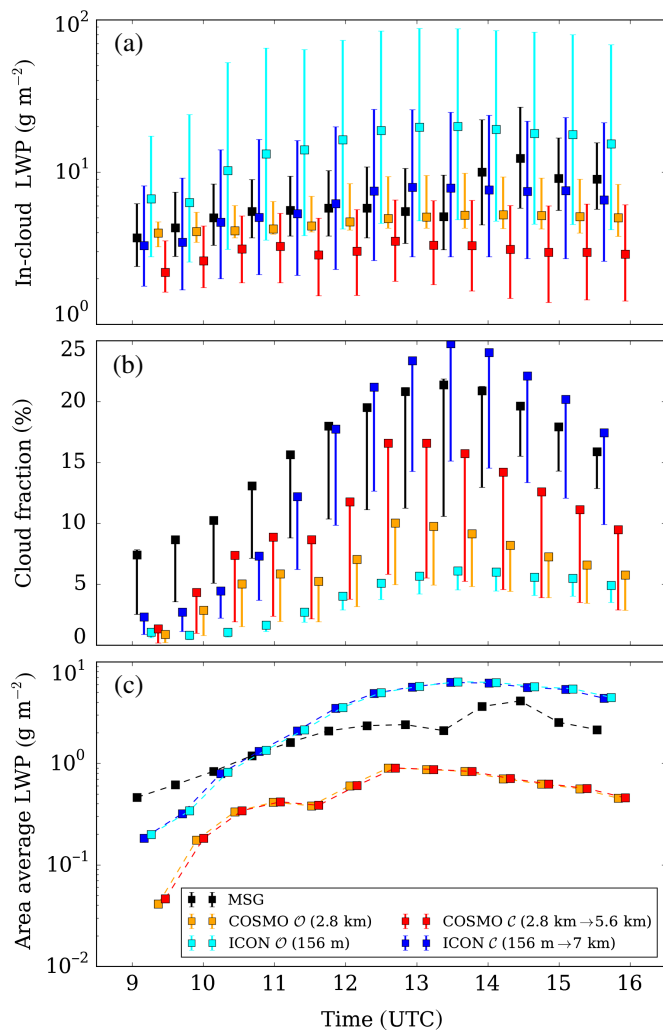 (a)
In-cloud LWP (g m⁻²)
10²
10¹
10⁰
(b)
Cloud fraction (%)
25
20
15
10
5
0
(c)
Area average LWP (g m⁻²)
10¹
10⁰
10⁻¹
10⁻²
MSG
COSMO 𝒪 (2.8 km)
COSMO 𝒞 (2.8 km→5.6 km)
ICON 𝒪 (156 m)
ICON 𝒞 (156 m→7 km)
9 10 11 12 13 14 15 16
Time (UTC)